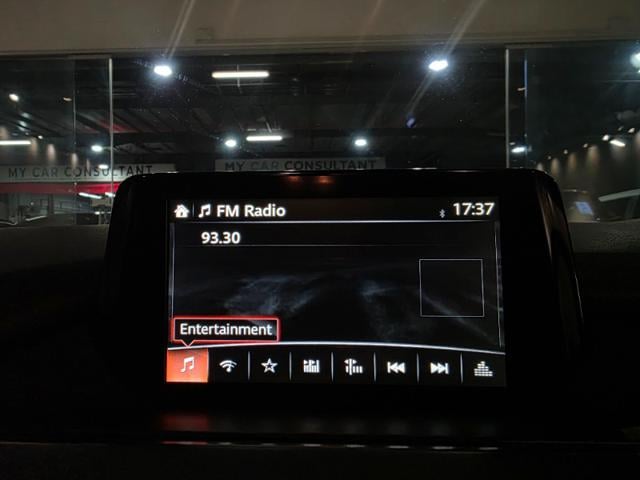 MY CAR CONSULTANT
MY CAR CONSULTANT
FM Radio
17:37
93.30
Entertainment